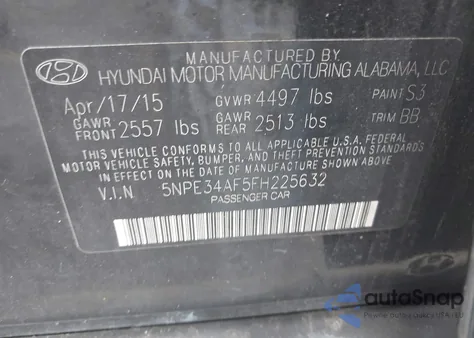 MANUFACTURED BY
HYUNDAI MOTOR MANUFACTURING ALABAMA, LLC
Apr/17/15 GVWR 4497 lbs PAINT S3
GAWR FRONT 2557 lbs GAWR REAR 2513 lbs TRIM BB
THIS VEHICLE CONFORMS TO ALL APPLICABLE U.S.A. FEDERAL
MOTOR VEHICLE SAFETY, BUMPER, AND THEFT PREVENTION STANDARDS
IN EFFECT ON THE DATE OF MANUFACTURE SHOWN ABOVE.
V.I.N 5NPE34AF5FH225632
PASSENGER CAR
autoSnap